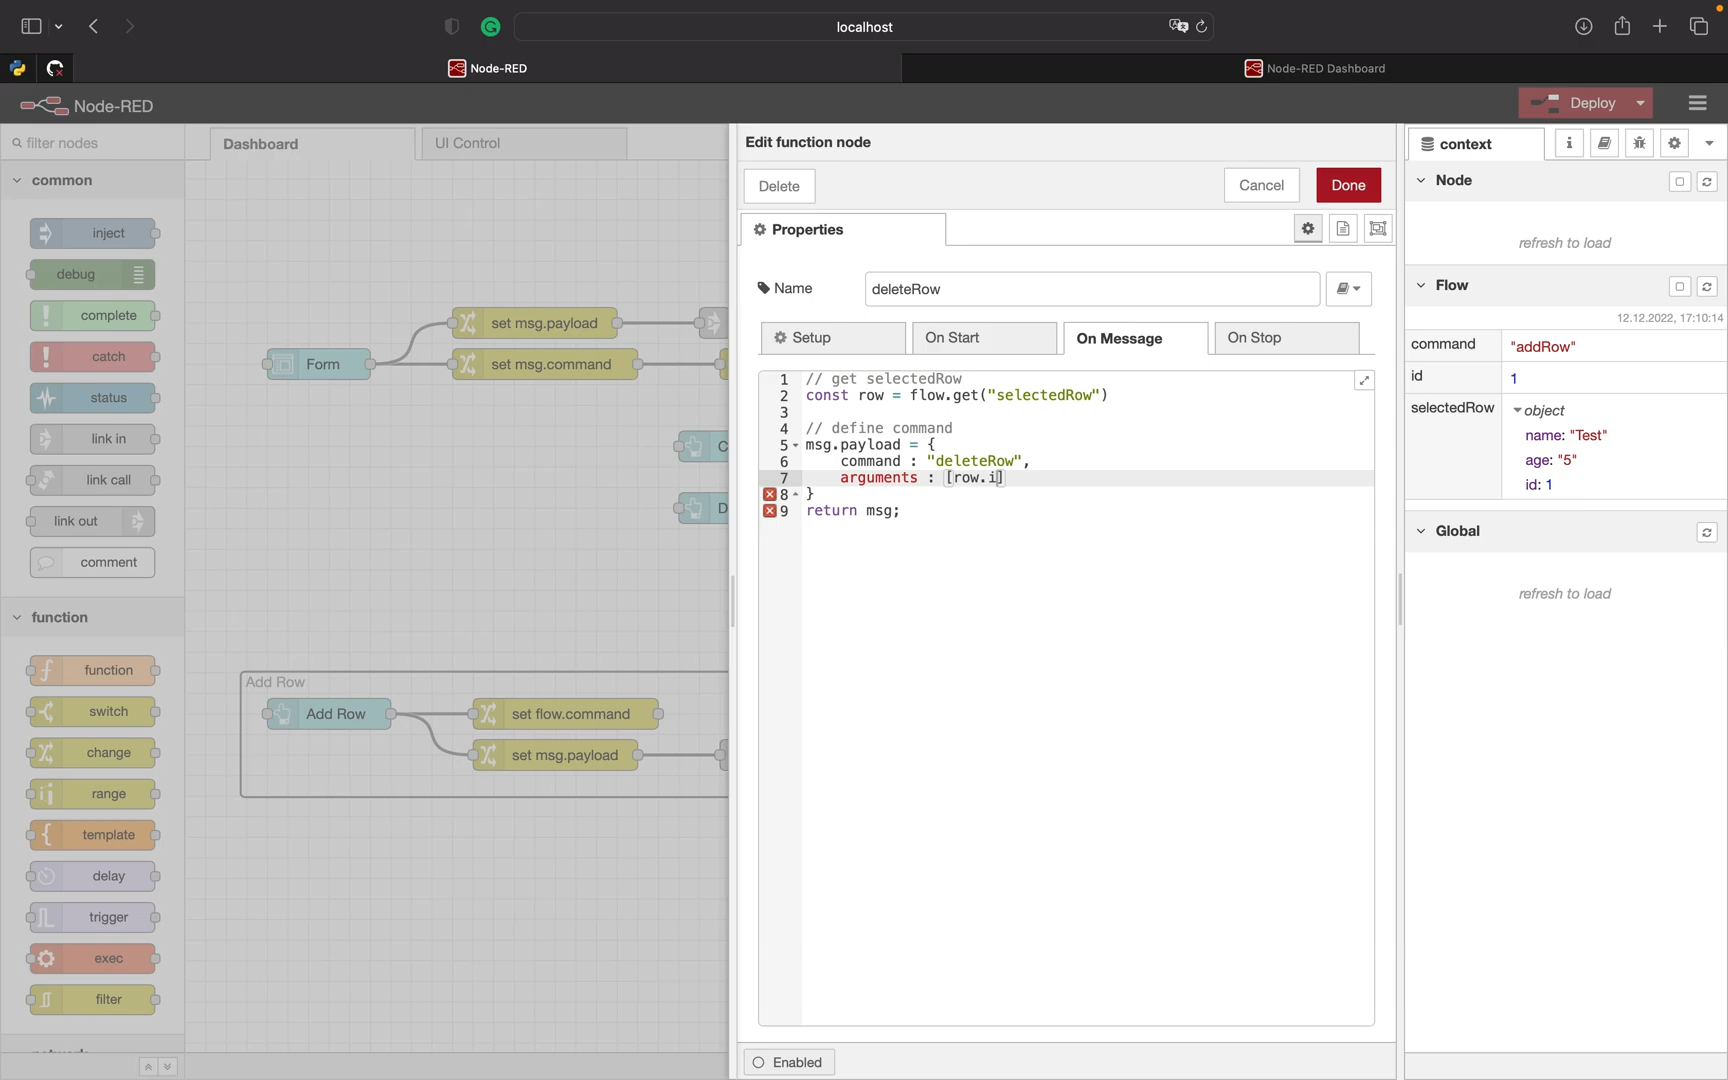 localhost
Node-RED
Node-RED Dashboard
Node-RED
Deploy
filter nodes
common
inject
debug
complete
catch
status
link in
link call
link out
comment
function
function
switch
change
range
template
delay
trigger
exec
filter
Dashboard
UI Control
Form
set msg.payload
set msg.command
C
D
Add Row
Add Row
set flow.command
set msg.payload
Edit function node
Delete
Cancel
Done
Properties
Name
deleteRow
Setup
On Start
On Message
On Stop
1 // get selectedRow
2 const row = flow.get("selectedRow")
3
4 // define command
5 msg.payload = {
6 command : "deleteRow",
7 arguments : [row.i]
8 }
9 return msg;
Enabled
context
Node
refresh to load
Flow
12.12.2022, 17:10:14
command "addRow"
id 1
selectedRow object
name: "Test"
age: "5"
id: 1
Global
refresh to load